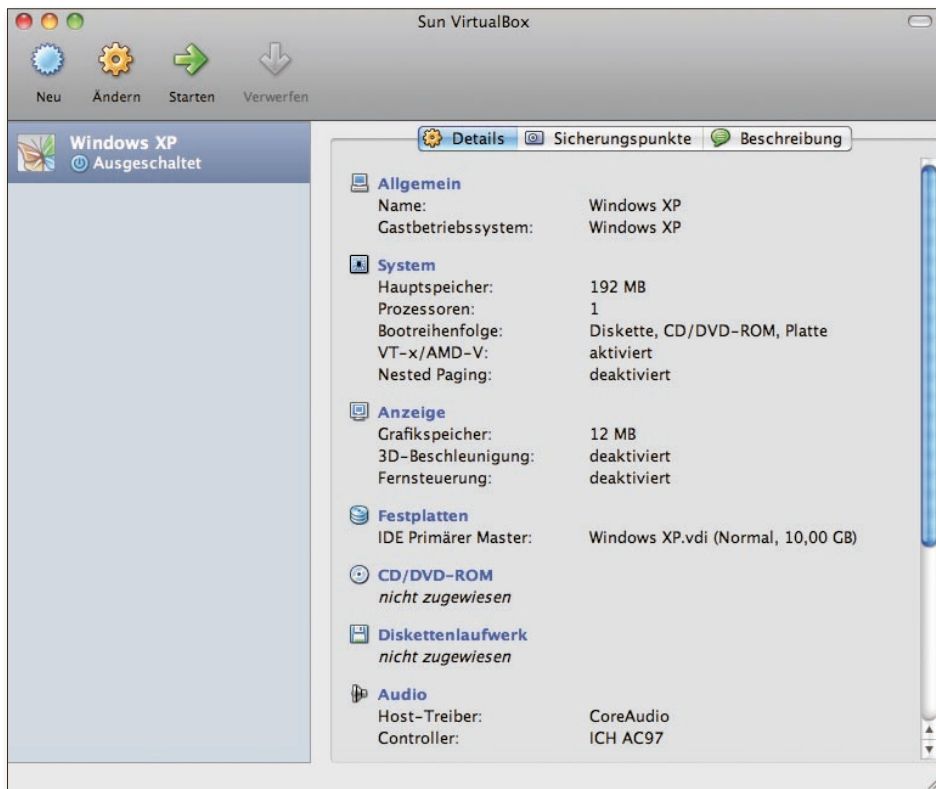 Sun VirtualBox
Neu Ändern Starten Verwerfen
Windows XP
Ausgeschaltet
Details Sicherungspunkte Beschreibung
Allgemein
Name: Windows XP
Gastbetriebssystem: Windows XP
System
Hauptspeicher: 192 MB
Prozessoren: 1
Bootreihenfolge: Diskette, CD/DVD-ROM, Platte
VT-x/AMD-V: aktiviert
Nested Paging: deaktiviert
Anzeige
Grafikspeicher: 12 MB
3D-Beschleunigung: deaktiviert
Fernsteuerung: deaktiviert
Festplatten
IDE Primärer Master: Windows XP.vdi (Normal, 10,00 GB)
CD/DVD-ROM
nicht zugewiesen
Diskettenlaufwerk
nicht zugewiesen
Audio
Host-Treiber: CoreAudio
Controller: ICH AC97